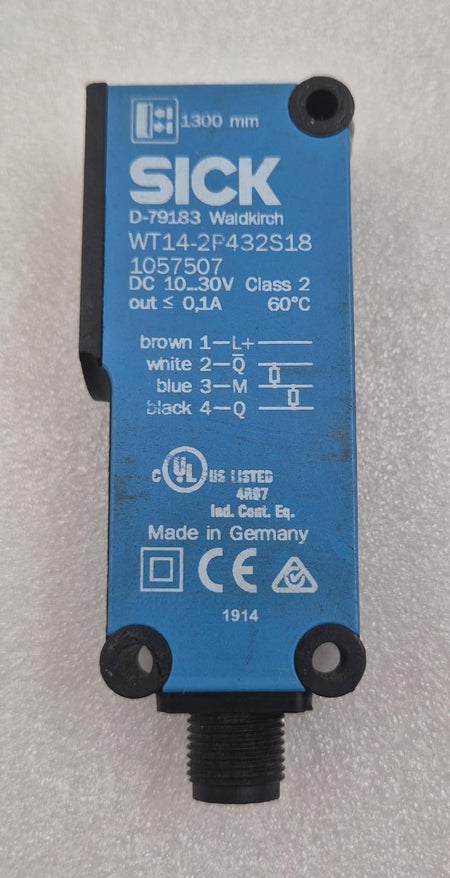 1300 mm
SICK
D-79183 Waldkirch
WT14-2P432S18
1057507
DC 10...30V Class 2
out ≤ 0,1A 60°C
brown 1-L+
white 2-Q̅
blue 3-M
black 4-Q
C UL US LISTED
4R87
Ind. Cont. Eq.
Made in Germany
CE
1914